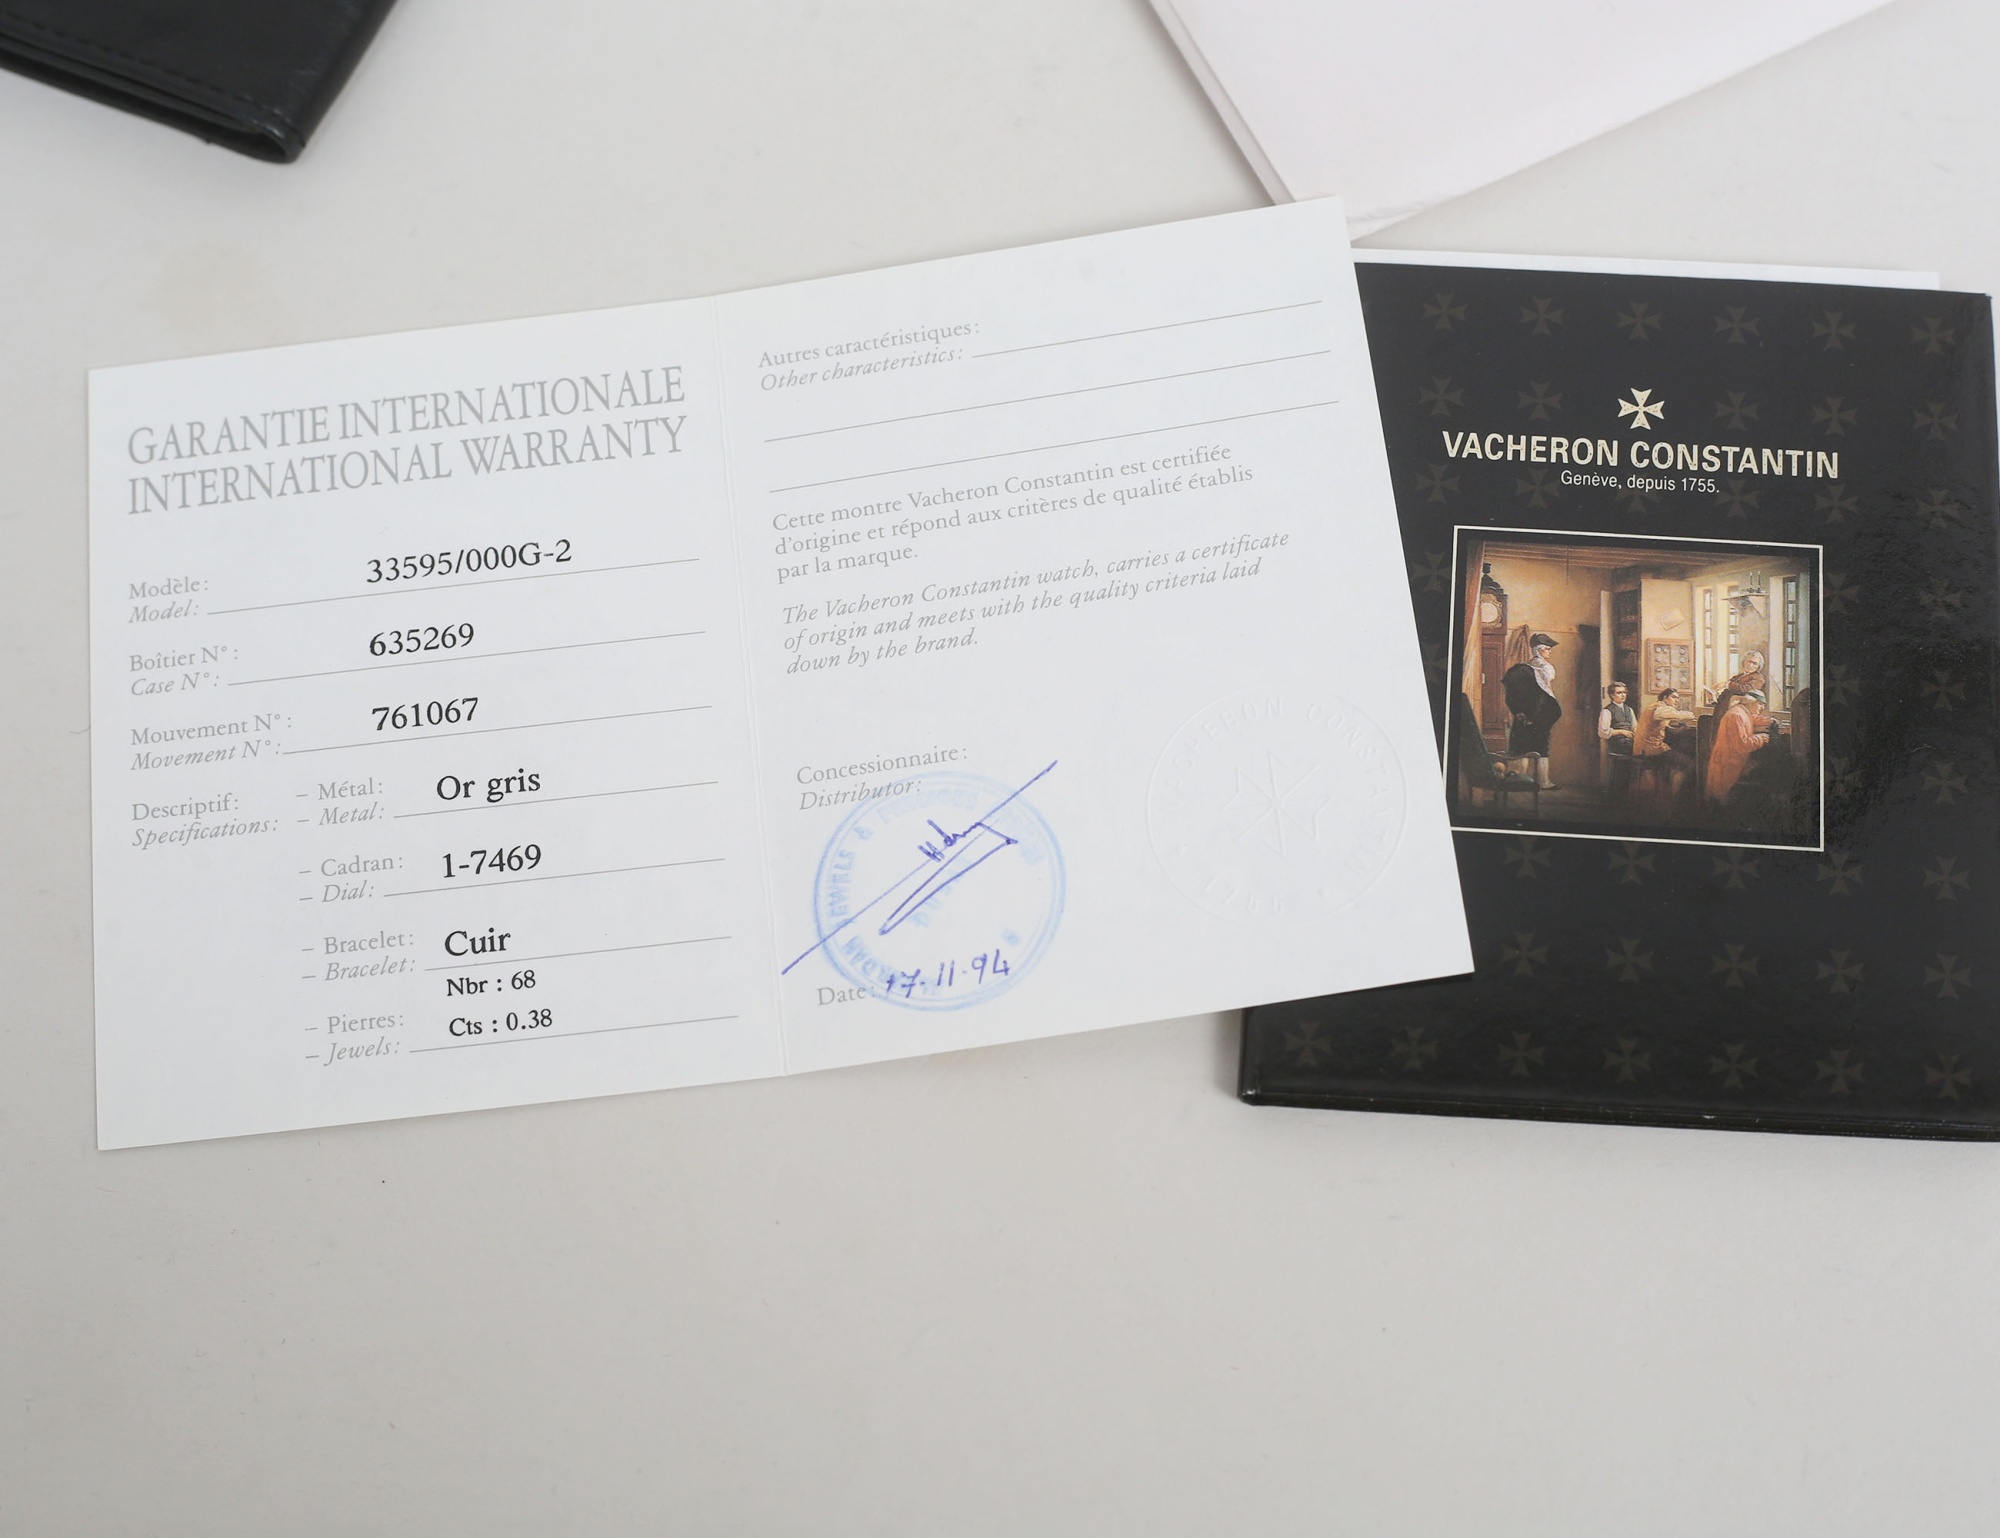 GARANTIE INTERNATIONALE
INTERNATIONAL WARRANTY
Modèle:
Model:
33595/000G-2
Boîtier N°:
Case N°:
635269
Mouvement N°:
Movement N°:
761067
Descriptif:
Specifications:
– Métal:
– Metal:
Or gris
– Cadran:
– Dial:
1-7469
– Bracelet:
– Bracelet:
Cuir
– Pierres:
– Jewels:
Nbr : 68
Cts : 0.38
Autres caractéristiques:
Other characteristics:
Cette montre Vacheron Constantin est certifiée
d'origine et répond aux critères de qualité établis
par la marque.
The Vacheron Constantin watch, carries a certificate
of origin and meets with the quality criteria laid
down by the brand.
Concessionnaire:
Distributor:
JEWELS &
Date: 17-11-94
VACHERON CONSTANTIN
1755
VACHERON CONSTANTIN
Genève, depuis 1755.